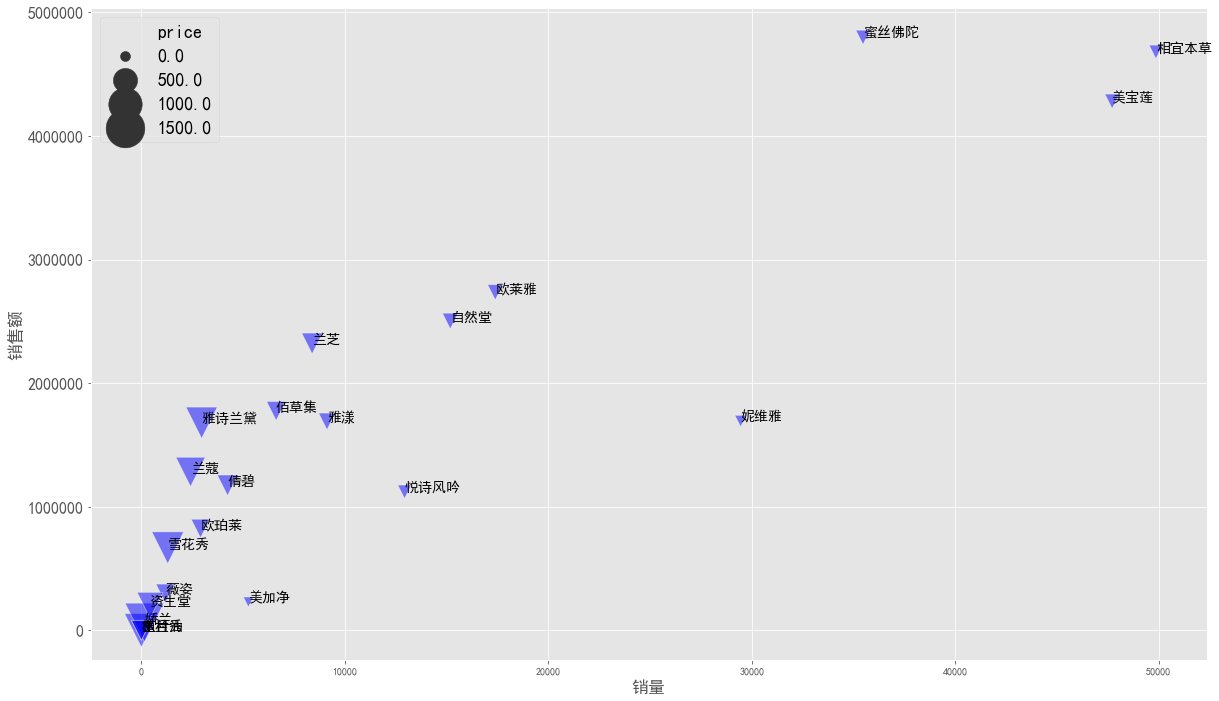 price
0.0
500.0
1000.0
1500.0
5000000
4000000
3000000
2000000
1000000
0
销售额
蜜丝佛陀
相宜本草
美宝莲
欧莱雅
自然堂
兰芝
佰草集
雅漾
雅诗兰黛
妮维雅
兰蔻
倩碧
悦诗风吟
欧珀莱
雪花秀
薇姿
美加净
资生堂
娇兰
0
10000
20000
30000
40000
50000
销量